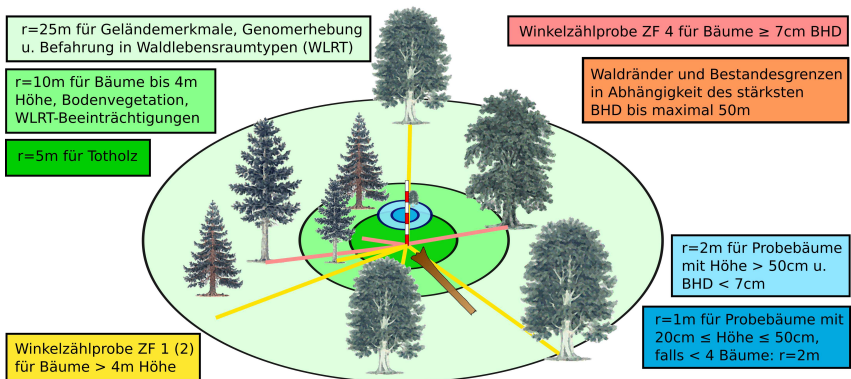 r=25m für Geländemerkmale, Genomerhebung
u. Befahrung in Waldlebensraumtypen (WLRT)
r=10m für Bäume bis 4m
Höhe, Bodenvegetation,
WLRT-Beeinträchtigungen
r=5m für Totholz
Winkelzählprobe ZF 4 für Bäume ≥ 7cm BHD
Waldränder und Bestandesgrenzen
in Abhängigkeit des stärksten
BHD bis maximal 50m
r=2m für Probebäume
mit Höhe > 50cm u.
BHD < 7cm
r=1m für Probebäume mit
20cm ≤ Höhe ≤ 50cm,
falls < 4 Bäume: r=2m
Winkelzählprobe ZF 1 (2)
für Bäume > 4m Höhe